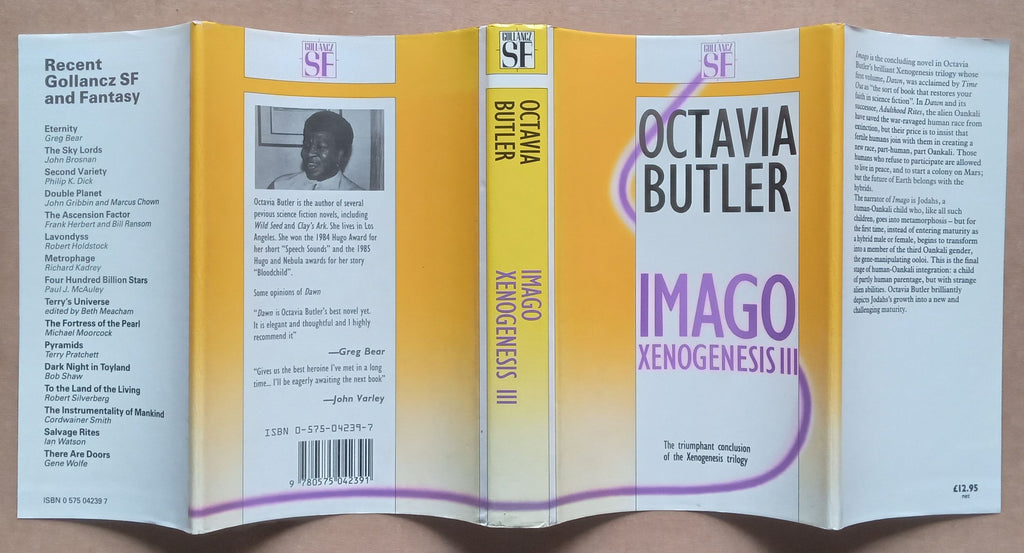 Recent
Gollancz SF
and Fantasy
Eternity
Greg Bear
The Sky Lords
John Brosnan
Second Variety
Philip K. Dick
Double Planet
John Gribbin and Marcus Chown
The Ascension Factor
Frank Herbert and Bill Ransom
Lavondyss
Robert Holdstock
Metrophage
Richard Kadrey
Four Hundred Billion Stars
Paul J. McAuley
Terry's Universe
edited by Beth Meacham
The Fortress of the Pearl
Michael Moorcock
Pyramids
Terry Pratchett
Dark Night in Toyland
Bob Shaw
To the Land of the Living
Robert Silverberg
The Instrumentality of Mankind
Cordwainer Smith
Salvage Rites
Ian Watson
There Are Doors
Gene Wolfe
ISBN 0 575 04239 7
GOLLANCZ
SF
Octavia Butler is the author of several
pevious science fiction novels, including
Wild Seed and Clay's Ark. She lives in Los
Angeles. She won the 1984 Hugo Award for
her short "Speech Sounds" and the 1985
Hugo and Nebula awards for her story
"Bloodchild".
Some opinions of Dawn
"Dawn is Octavia Butler's best novel yet.
It is elegant and thoughtful and I highly
recommend it"
—Greg Bear
"Gives us the best heroine I've met in a long
time... I'll be eagerly awaiting the next book"
—John Varley
ISBN 0-575-04239-7
9 780575 042391
GOLLANCZ
SF
OCTAVIA
BUTLER
IMAGO
XENOGENESIS III
GOLLANCZ
SF
OCTAVIA
BUTLER
IMAGO
XENOGENESIS III
The triumphant conclusion
of the Xenogenesis trilogy
Imago is the concluding novel in Octavia
Butler's brilliant Xenogenesis trilogy whose
first volume, Dawn, was acclaimed by Time
Out as "the sort of book that restores your
faith in science fiction". In Dawn and its
successor, Adulthood Rites, the alien Oankali
have saved the war-ravaged human race from
extinction, but their price is to insist that
fertile humans join with them in creating a
new race, part-human, part Oankali. Those
humans who refuse to participate are allowed
to live in peace, and to start a colony on Mars;
but the future of Earth belongs with the
hybrids.
The narrator of Imago is Jodahs, a
human-Oankali child who, like all such
children, goes into metamorphosis – but for
the first time, instead of entering maturity as
a hybrid male or female, begins to transform
into a member of the third Oankali gender,
the gene-manipulating ooloi. This is the final
stage of human-Oankali integration: a child
of partly human parentage, but with strange
alien abilities. Octavia Butler brilliantly
depicts Jodahs's growth into a new and
challenging maturity.
£12.95
net